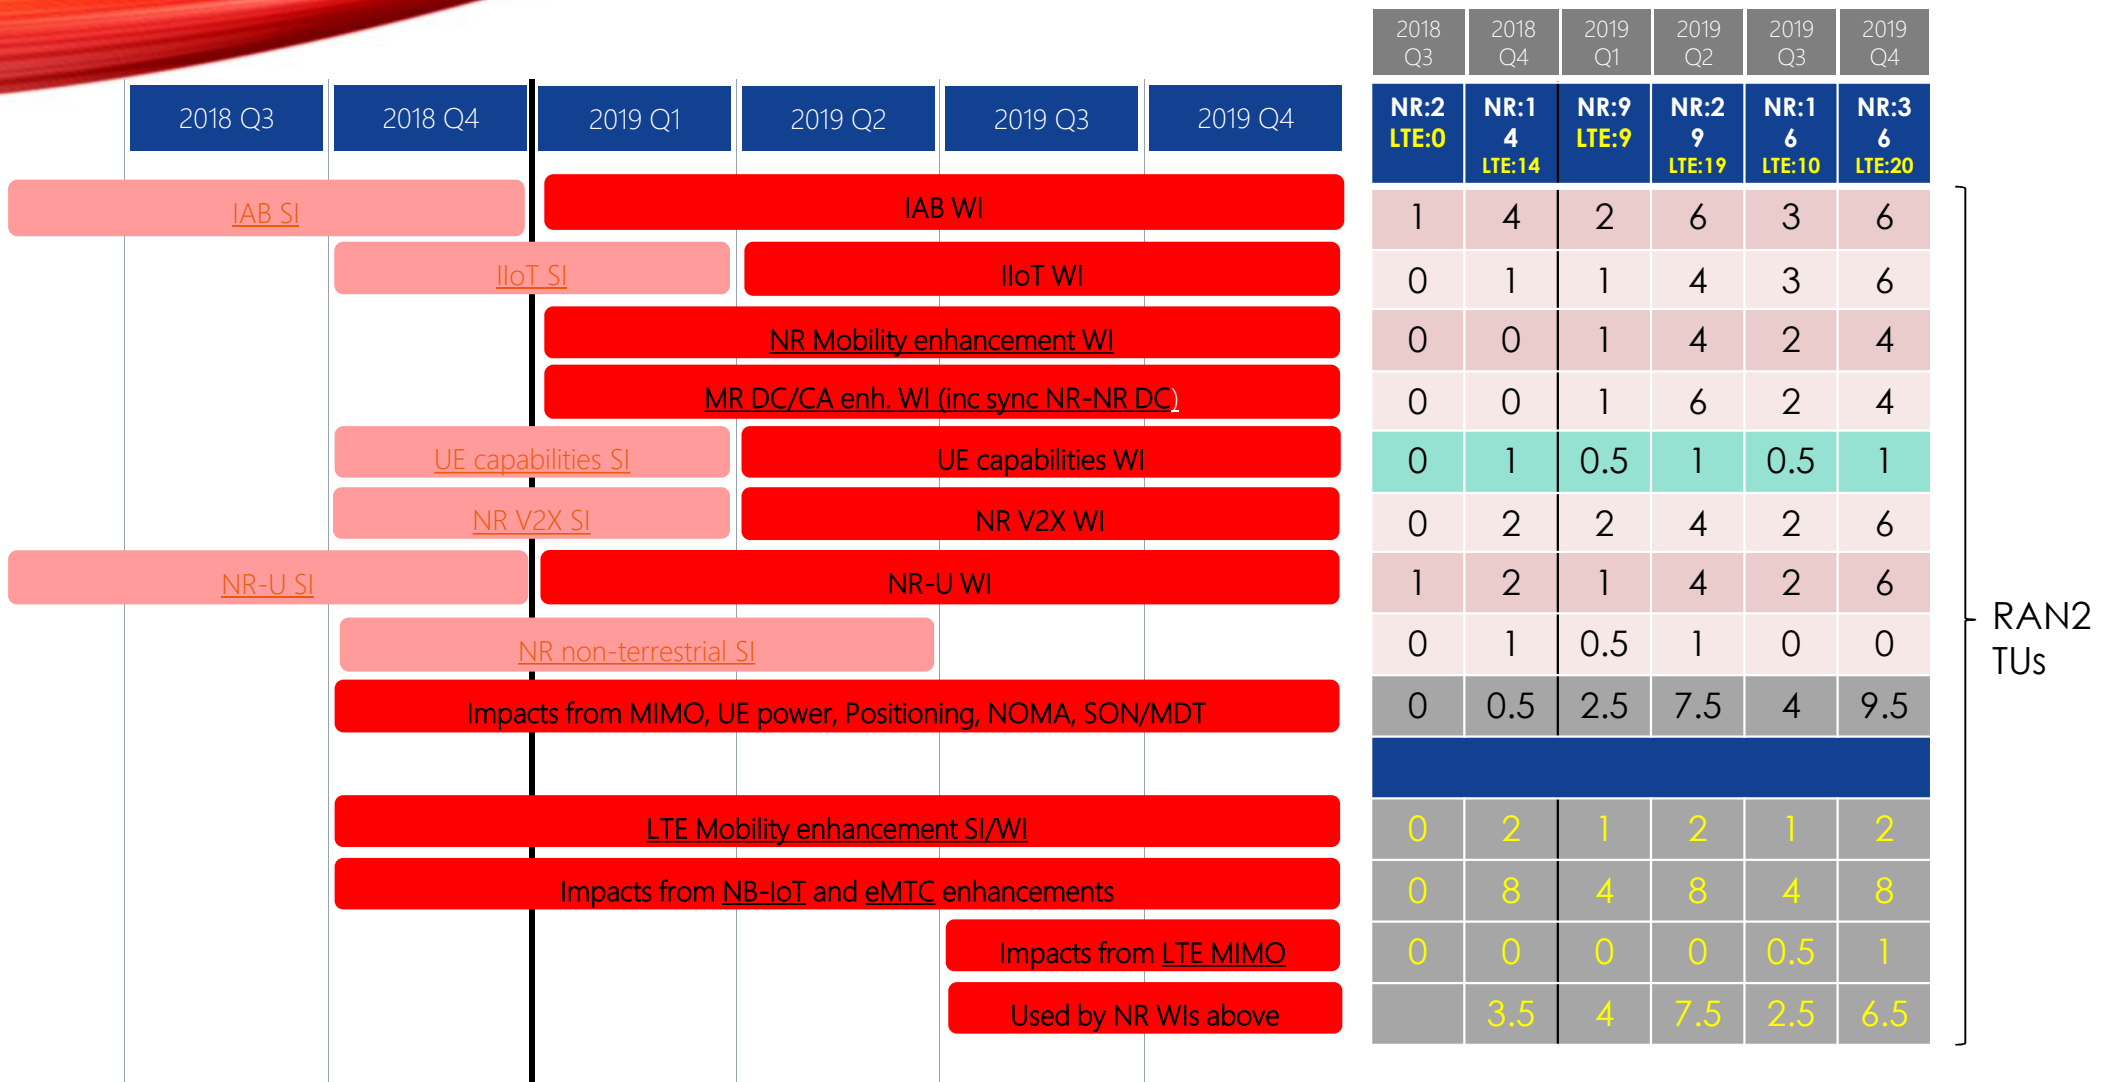 2018 Q3 2018 Q4 2019 Q1 2019 Q2 2019 Q3 2019 Q4
2018 2018 2019 2019 2019 2019
Q3 Q4 Q1 Q2 Q3 Q4
NR:2 NR:1 NR:9 NR:2 NR:1 NR:3
LTE:0 4 LTE:9 9 6 6
LTE:14 LTE:19 LTE:10 LTE:20
IAB SI IAB WI 1 4 2 6 3 6
IIoT SI IIoT WI 0 1 1 4 3 6
NR Mobility enhancement WI 0 0 1 4 2 4
MR DC/CA enh. WI (inc sync NR-NR DC) 0 0 1 6 2 4
UE capabilities SI UE capabilities WI 0 1 0.5 1 0.5 1
NR V2X SI NR V2X WI 0 2 2 4 2 6
NR-U SI NR-U WI 1 2 1 4 2 6
NR non-terrestrial SI 0 1 0.5 1 0 0
Impacts from MIMO, UE power, Positioning, NOMA, SON/MDT 0 0.5 2.5 7.5 4 9.5
LTE Mobility enhancement SI/WI 0 2 1 2 1 2
Impacts from NB-IoT and eMTC enhancements 0 8 4 8 4 8
Impacts from LTE MIMO 0 0 0 0 0.5 1
Used by NR WIs above 3.5 4 7.5 2.5 6.5
RAN2
TUs